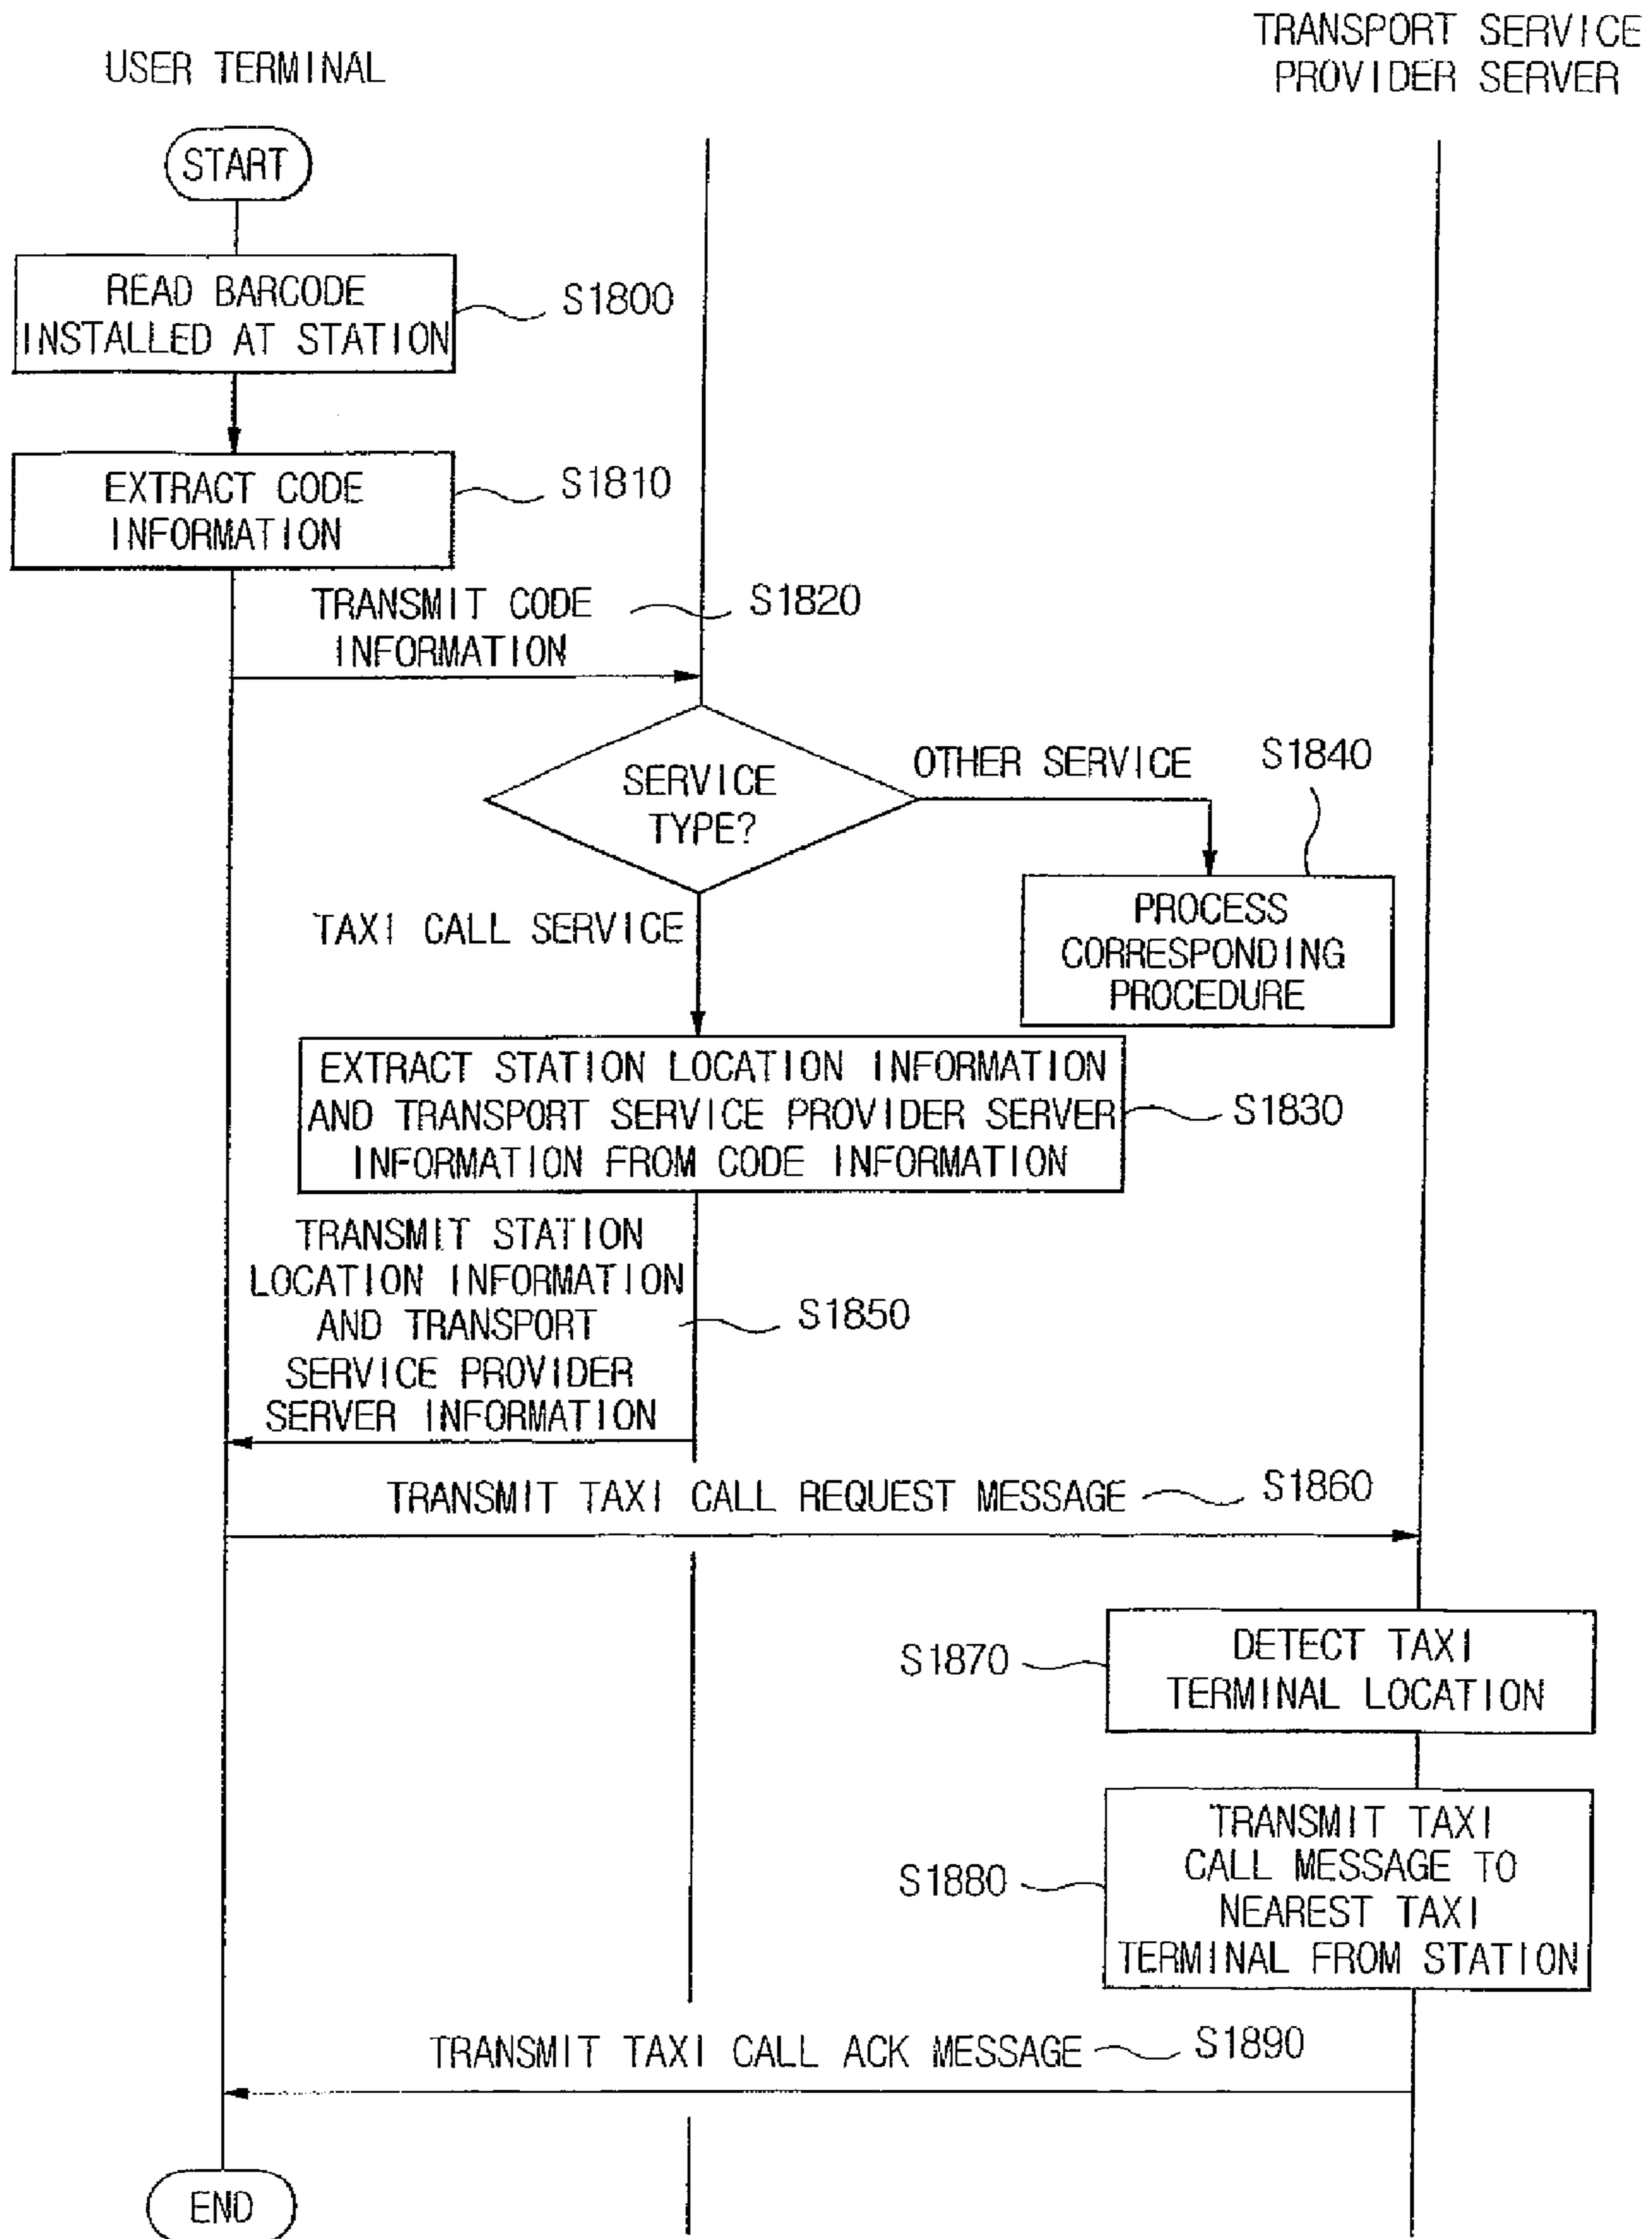 TRANSPORT SERVICE
PROVIDER SERVER
USER TERMINAL
START
READ BARCODE
INSTALLED AT STATION
S1800
EXTRACT CODE
INFORMATION
S1810
TRANSMIT CODE
INFORMATION
S1820
SERVICE
TYPE?
OTHER SERVICE
S1840
PROCESS
CORRESPONDING
PROCEDURE
TAXI CALL SERVICE
EXTRACT STATION LOCATION INFORMATION
AND TRANSPORT SERVICE PROVIDER SERVER
INFORMATION FROM CODE INFORMATION
S1830
TRANSMIT STATION
LOCATION INFORMATION
AND TRANSPORT
SERVICE PROVIDER
SERVER INFORMATION
S1850
TRANSMIT TAXI CALL REQUEST MESSAGE
S1860
DETECT TAXI
TERMINAL LOCATION
S1870
TRANSMIT TAXI
CALL MESSAGE TO
NEAREST TAXI
TERMINAL FROM STATION
S1880
TRANSMIT TAXI CALL ACK MESSAGE
S1890
END